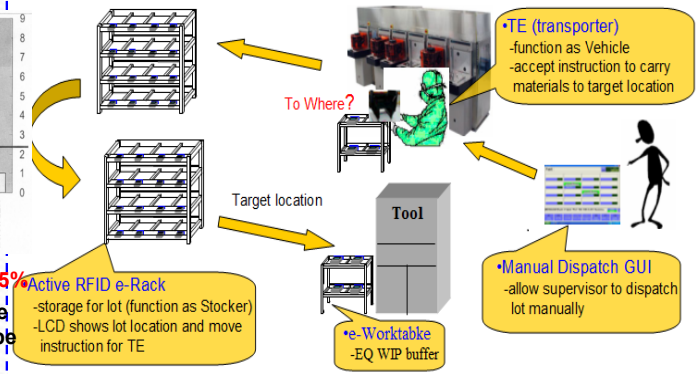 9
8
7
6
5
4
3
2
1
0
•TE (transporter)
-function as Vehicle
-accept instruction to carry
materials to target location
To Where?
Target location
Tool
•Active RFID e-Rack
-storage for lot (function as Stocker)
-LCD shows lot location and move
instruction for TE
•e-Worktabke
-EQ WIP buffer
•Manual Dispatch GUI
-allow supervisor to dispatch
lot manually
5%